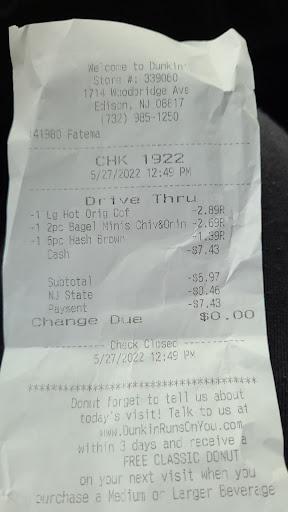 Welcome to Dunkin
Store #: 339060
1714 Woodbridge Ave
Edison, NJ 08817
(732) 985-1250
41980 Fatema
CHK 1922
5/27/2022 12:49 PM
Drive Thru
-1 Lg Hot Orig Cof -2.89R
-1 2pc Bagel Minis Chiv&Onin -2.69R
-1 6pc Hash Brown -1.39R
Cash -$7.43
Subtotal -$6.97
NJ State -$0.46
Payment -$7.43
Change Due $0.00
Check Closed
5/27/2022 12:49 PM
Donut forget to tell us about
today's visit! Talk to us at
www.DunkinRunsOnYou.com
within 3 days and receive a
FREE CLASSIC DONUT
on your next visit when you
purchase a Medium or Larger Beverage